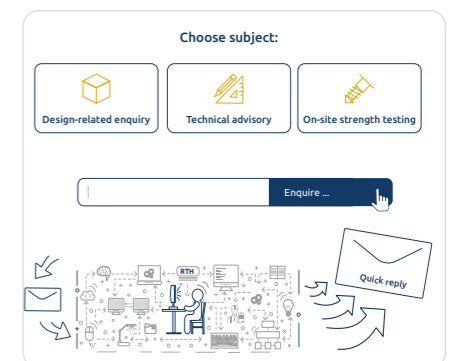 Choose subject:
Design-related enquiry
Technical advisory
On-site strength testing
Enquire ...
RTH
Quick reply